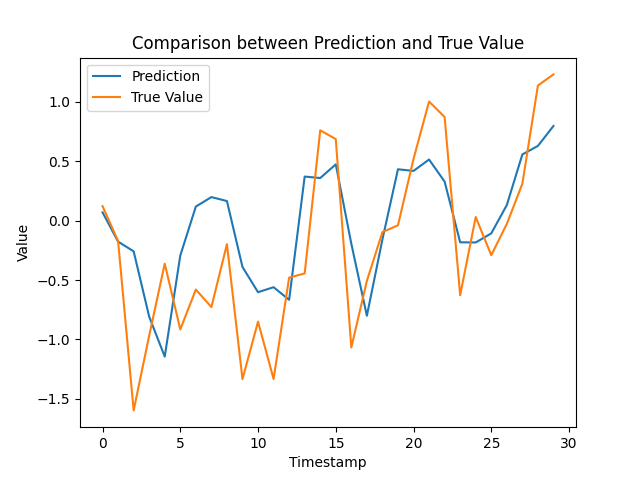 Comparison between Prediction and True Value
Prediction
True Value
1.0
0.5
0.0
−0.5
−1.0
−1.5
Value
0 5 10 15 20 25 30
Timestamp